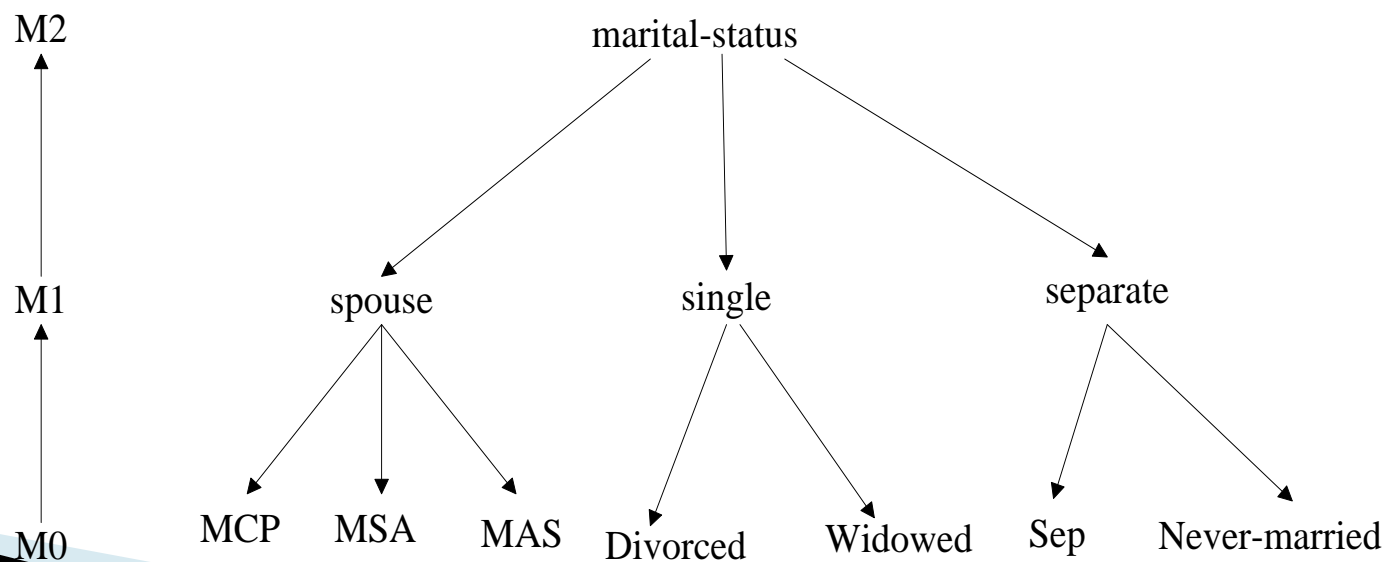 M2 marital-status
M1 spouse single separate
M0 MCP MSA MAS Divorced Widowed Sep Never-married